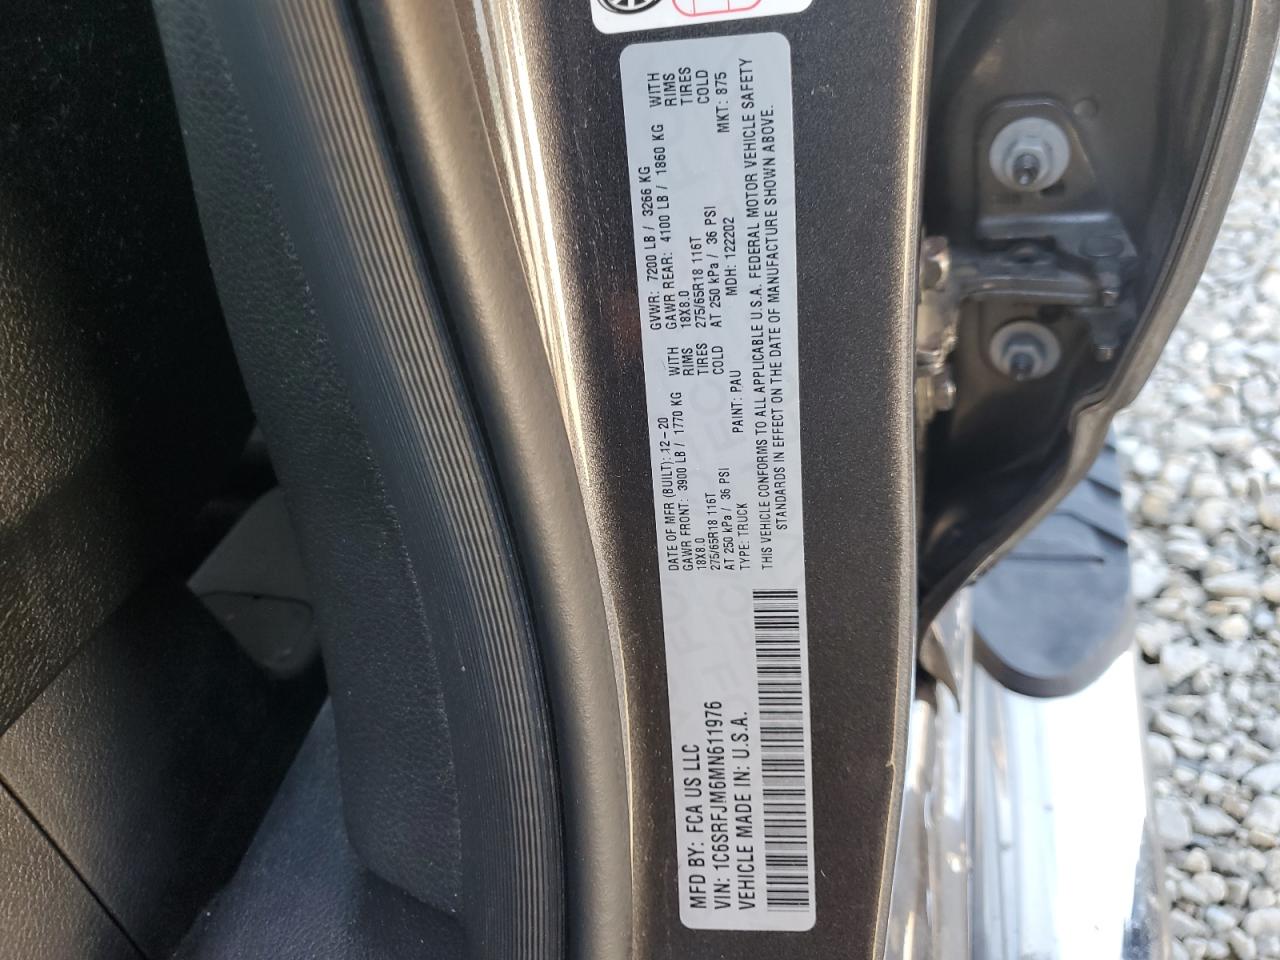 MFD BY: FCA US LLC
VIN: 1C6SRFJM6MN611976
VEHICLE MADE IN: U.S.A.
DATE OF MFR (BUILT): 12-20 GVWR: 7200 LB / 3266 KG
GAWR FRONT: 3900 LB / 1770 KG WITH GAWR REAR: 4100 LB / 1860 KG WITH
18X8.0 RIMS 18X8.0 RIMS
275/65R18 116T TIRES 275/65R18 116T TIRES
AT 250 kPa / 36 PSI COLD AT 250 kPa / 36 PSI COLD
TYPE: TRUCK PAINT: PAU MDH: 122202 MKT: 875
THIS VEHICLE CONFORMS TO ALL APPLICABLE U.S.A. FEDERAL MOTOR VEHICLE SAFETY
STANDARDS IN EFFECT ON THE DATE OF MANUFACTURE SHOWN ABOVE.